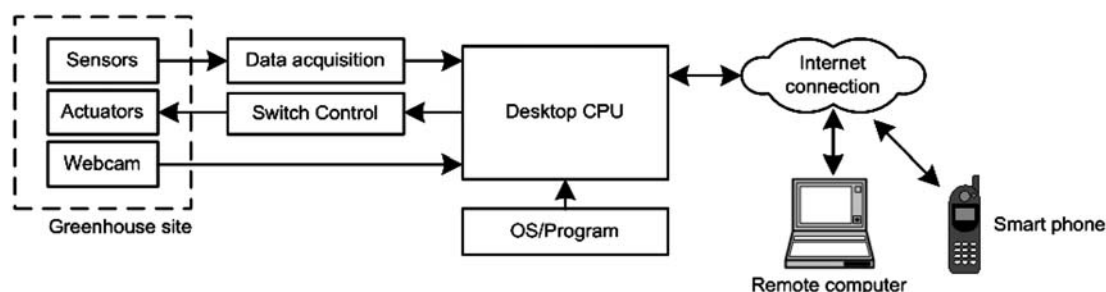 Sensors
Data acquisition
Actuators
Switch Control
Webcam
Desktop CPU
Internet
connection
Greenhouse site
OS/Program
Smart phone
Remote computer